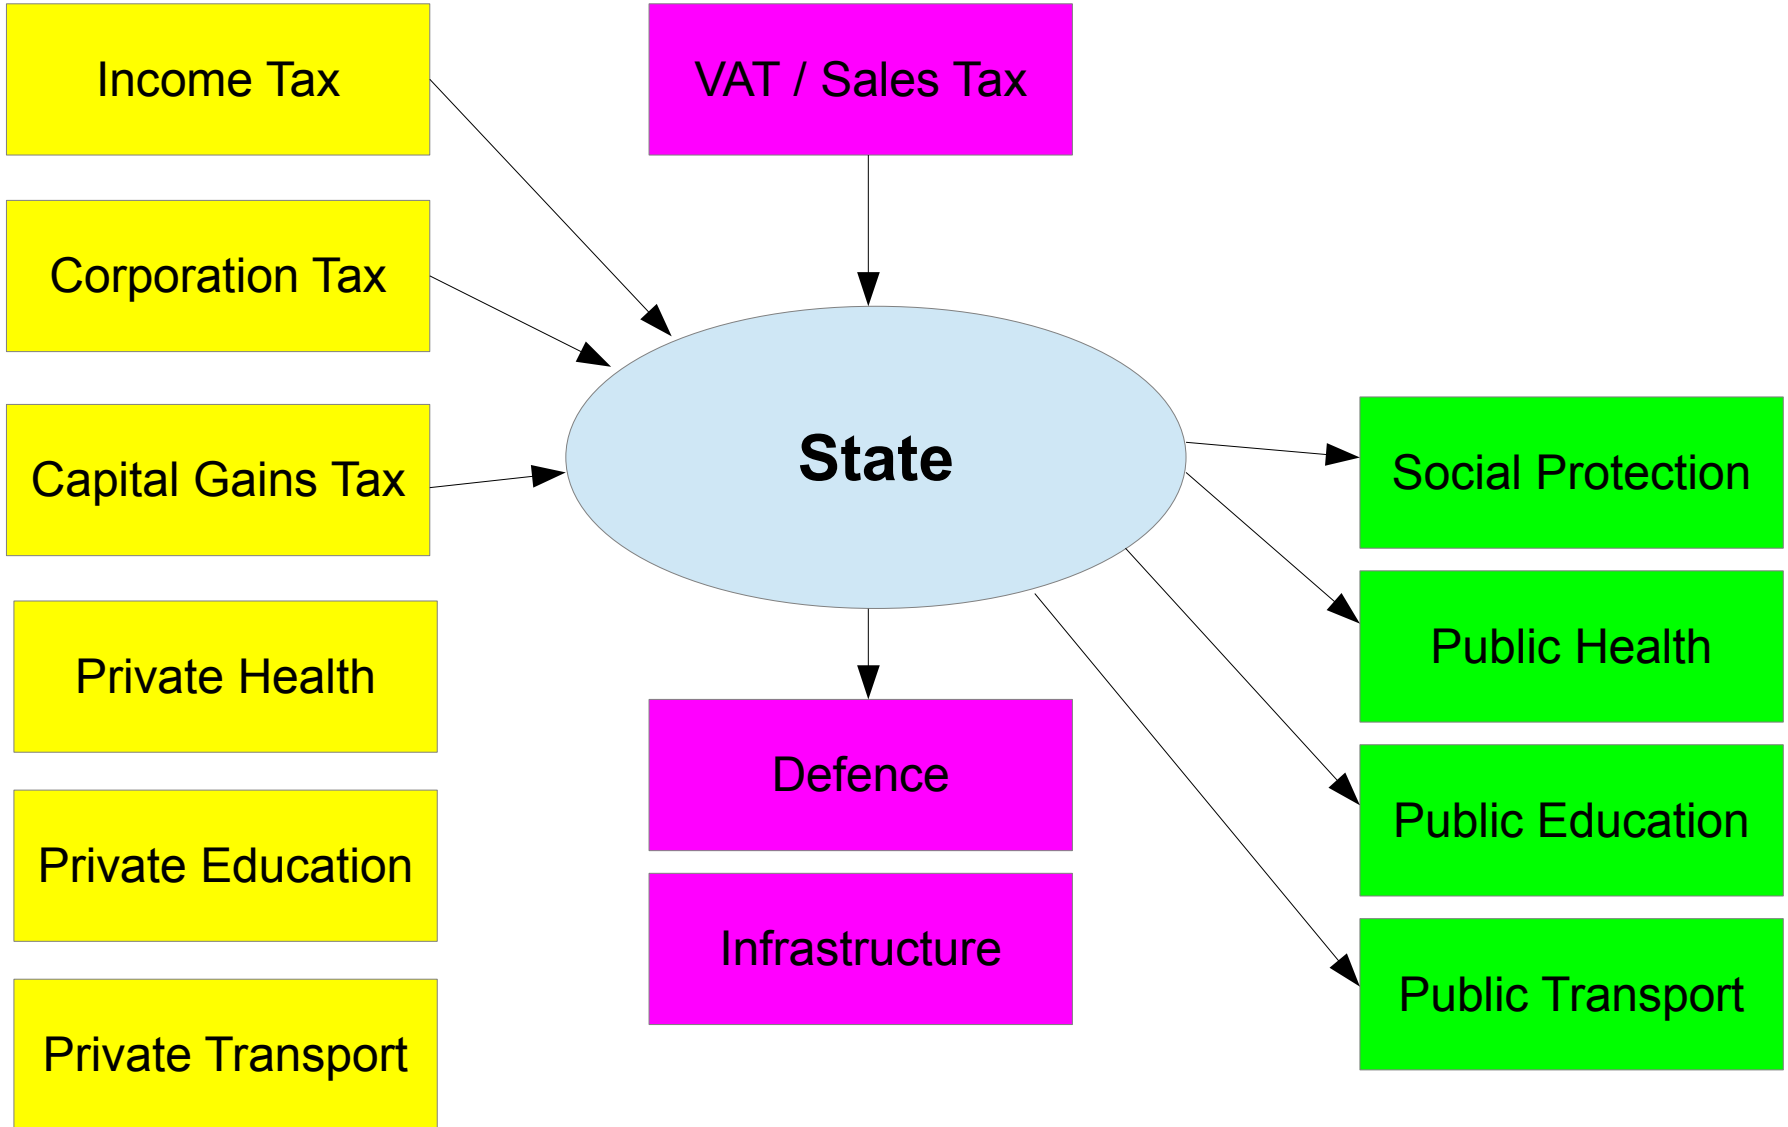 Income Tax
VAT / Sales Tax
Corporation Tax
State
Capital Gains Tax
Social Protection
Private Health
Public Health
Defence
Public Education
Private Education
Infrastructure
Public Transport
Private Transport